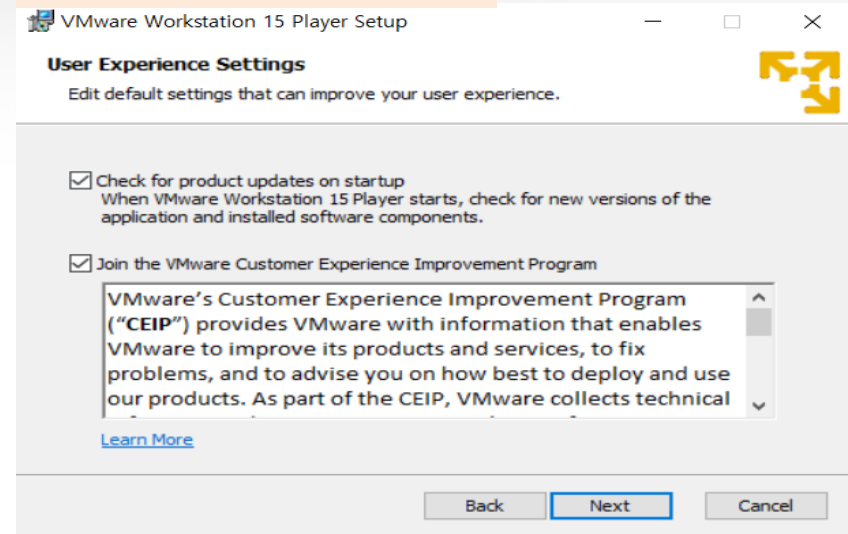 VMware Workstation 15 Player Setup
User Experience Settings
Edit default settings that can improve your user experience.
Check for product updates on startup
When VMware Workstation 15 Player starts, check for new versions of the
application and installed software components.
Join the VMware Customer Experience Improvement Program
VMware's Customer Experience Improvement Program
("CEIP") provides VMware with information that enables
VMware to improve its products and services, to fix
problems, and to advise you on how best to deploy and use
our products. As part of the CEIP, VMware collects technical
Learn More
Back
Next
Cancel